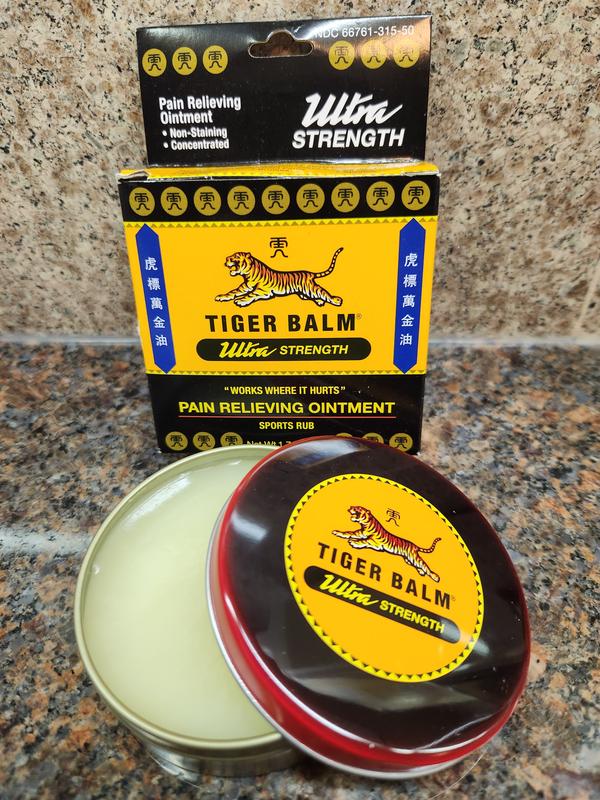 NDC 66761-315-50
Pain Relieving
Ointment
• Non-Staining
• Concentrated
Ultra
STRENGTH
虎標萬金油
虎標萬金油
TIGER BALM®
Ultra STRENGTH
"WORKS WHERE IT HURTS"
PAIN RELIEVING OINTMENT
SPORTS RUB
Net Wt
TIGER BALM®
Ultra STRENGTH